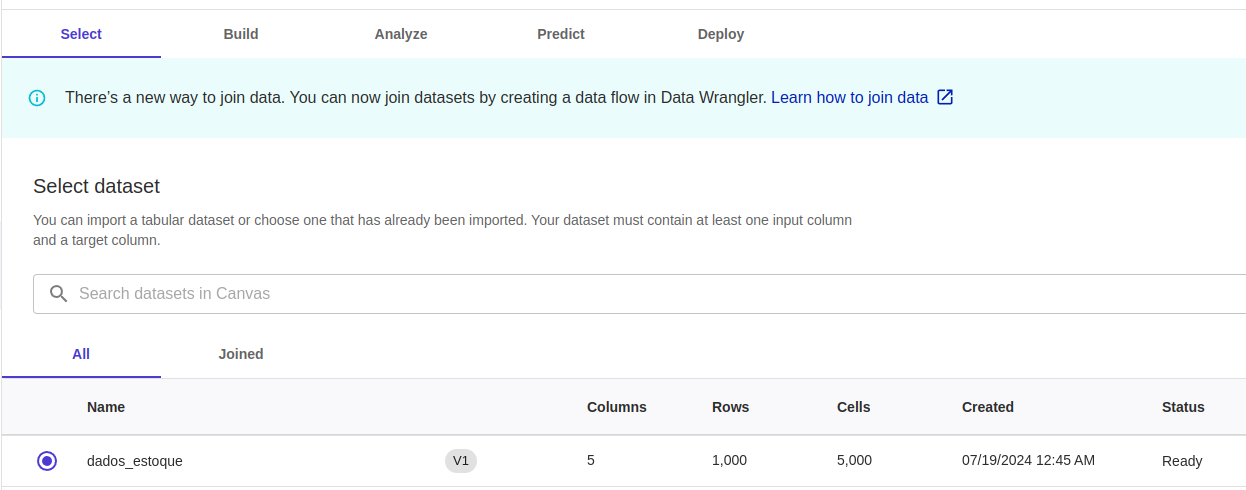 Select Build Analyze Predict Deploy
There's a new way to join data. You can now join datasets by creating a data flow in Data Wrangler. Learn how to join data
Select dataset
You can import a tabular dataset or choose one that has already been imported. Your dataset must contain at least one input column
and a target column.
Search datasets in Canvas
All Joined
Name Columns Rows Cells Created Status
dados_estoque V1 5 1,000 5,000 07/19/2024 12:45 AM Ready